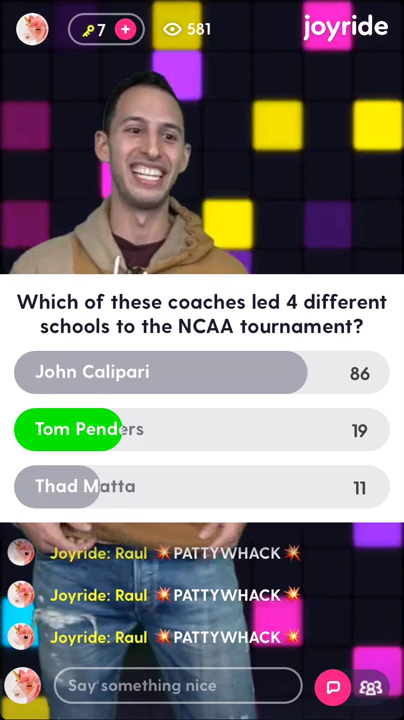 7 + 581 joyride
Which of these coaches led 4 different
schools to the NCAA tournament?
John Calipari 86
Tom Penders 19
Thad Matta 11
Joyride: Raul 💥PATTYWHACK💥
Joyride: Raul 💥PATTYWHACK💥
Joyride: Raul 💥PATTYWHACK💥
Say something nice